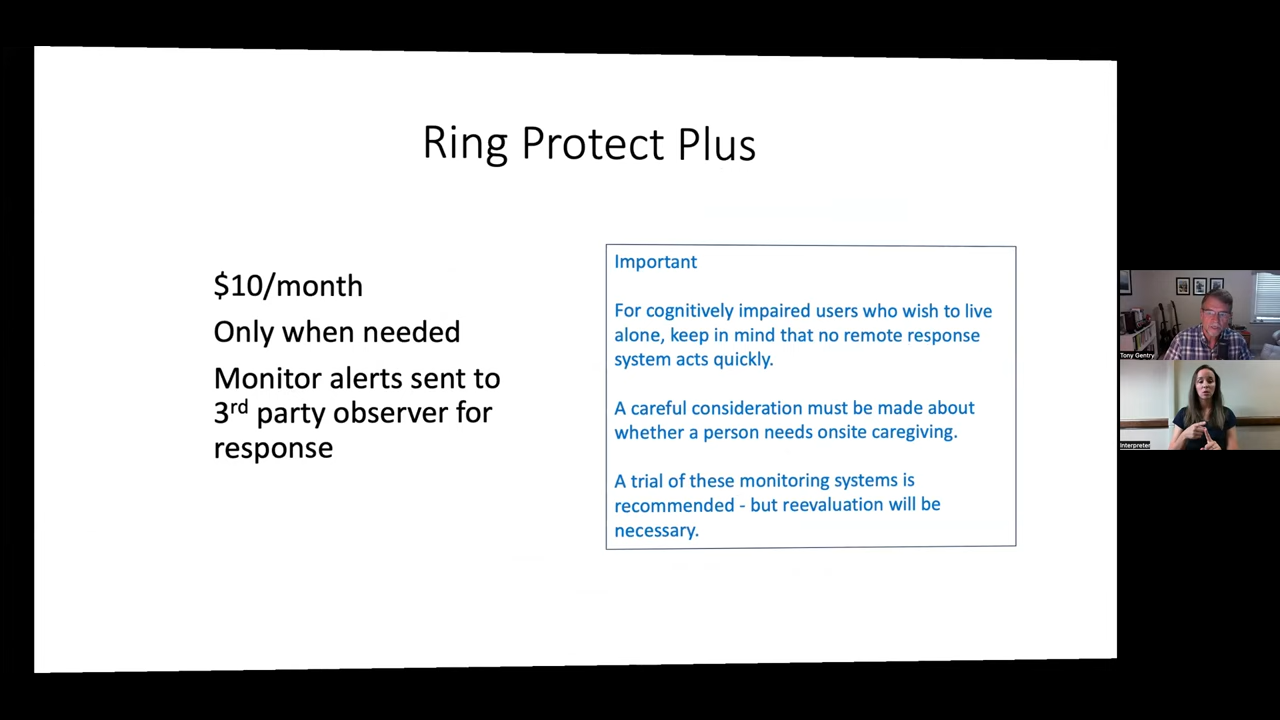 Ring Protect Plus
$10/month
Only when needed
Monitor alerts sent to
3rd party observer for
response
Important
For cognitively impaired users who wish to live
alone, keep in mind that no remote response
system acts quickly.
A careful consideration must be made about
whether a person needs onsite caregiving.
A trial of these monitoring systems is
recommended - but reevaluation will be
necessary.
Tony Gentry
Interpreter